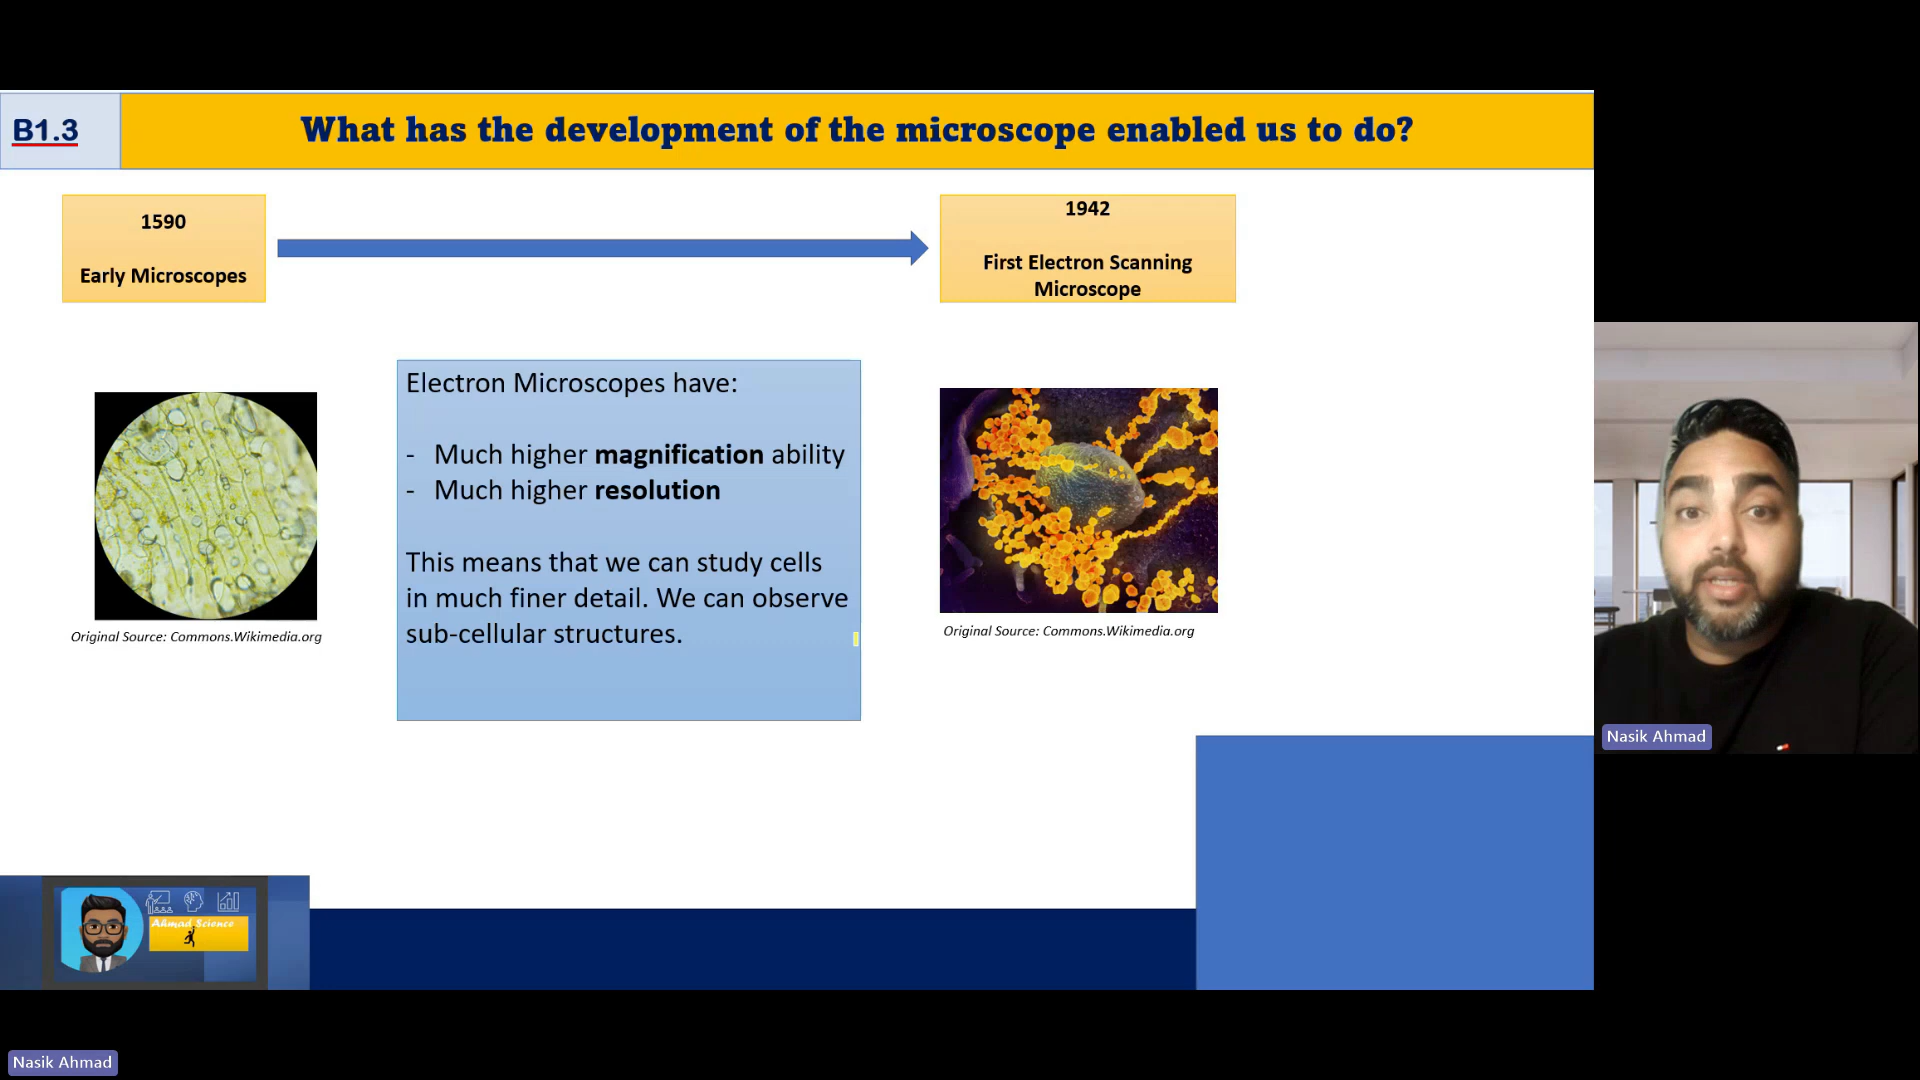 B1.3
What has the development of the microscope enabled us to do?
1590
Early Microscopes
1942
First Electron Scanning
Microscope
Electron Microscopes have:
- Much higher magnification ability
- Much higher resolution
This means that we can study cells
in much finer detail. We can observe
sub-cellular structures.
Original Source: Commons.Wikimedia.org
Original Source: Commons.Wikimedia.org
Nasik Ahmad
Ahmad Science
Nasik Ahmad